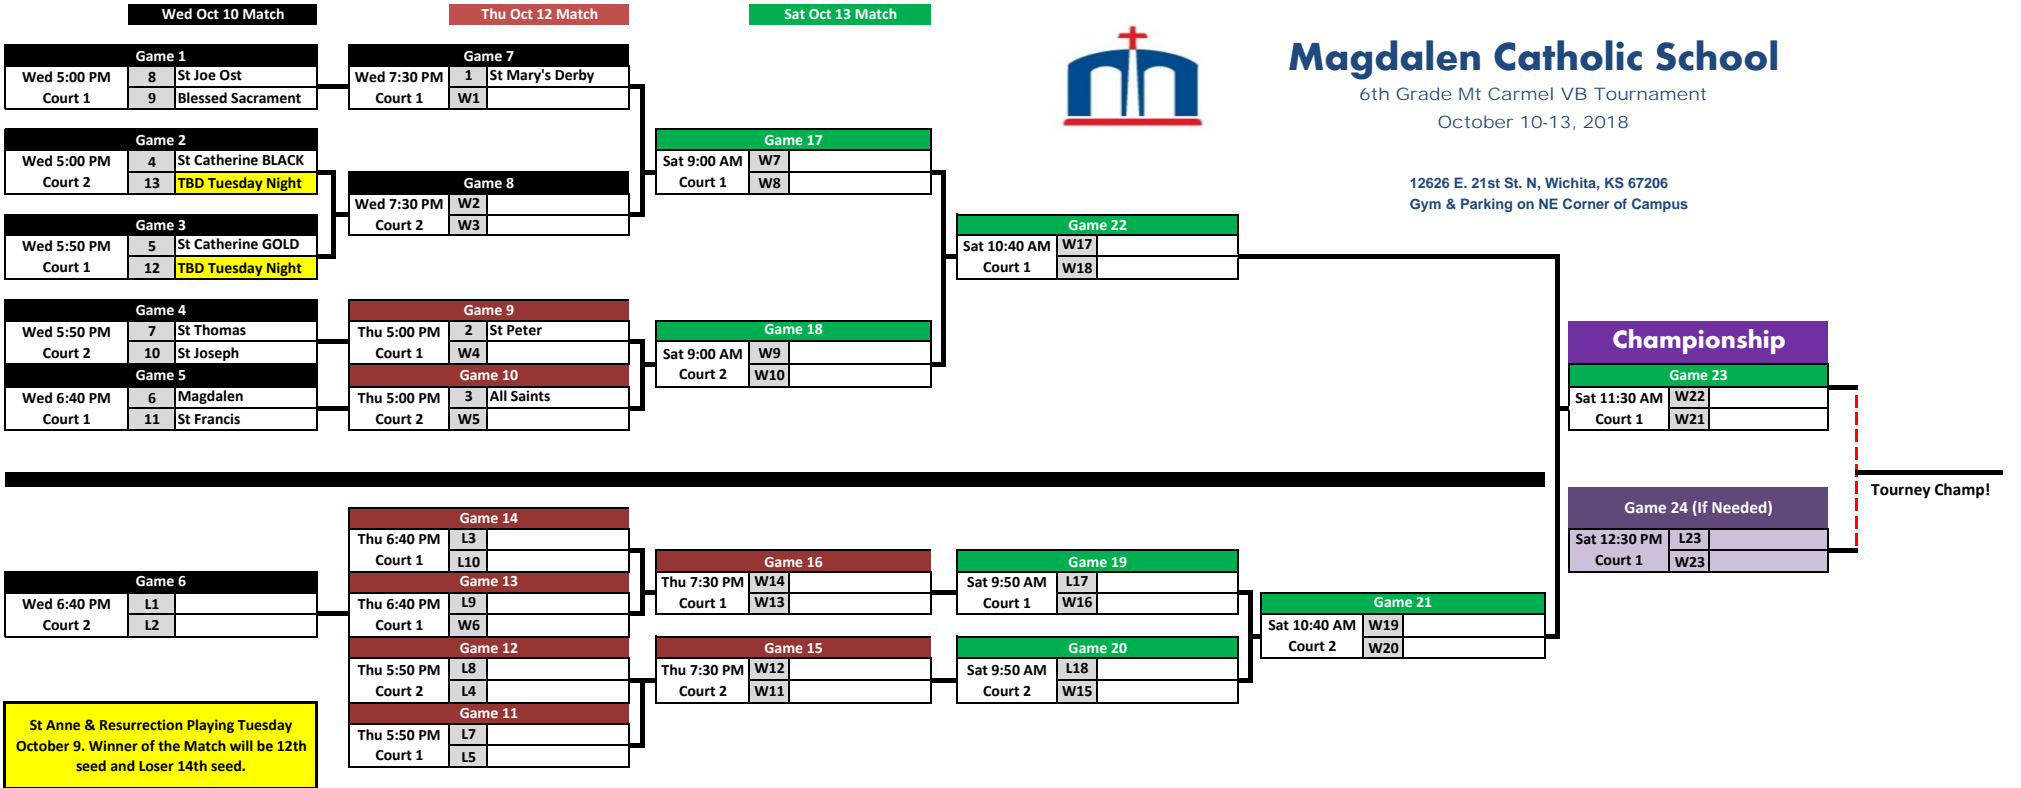 Wed Oct 10 Match
Thu Oct 12 Match
Sat Oct 13 Match
Magdalen Catholic School
6th Grade Mt Carmel VB Tournament
October 10-13, 2018
12626 E. 21st St. N, Wichita, KS 67206
Gym & Parking on NE Corner of Campus
Game 1
Wed 5:00 PM 8 St Joe Ost
Court 1 9 Blessed Sacrament
Game 2
Wed 5:00 PM 4 St Catherine BLACK
Court 2 13 TBD Tuesday Night
Game 3
Wed 5:50 PM 5 St Catherine GOLD
Court 1 12 TBD Tuesday Night
Game 4
Wed 5:50 PM 7 St Thomas
Court 2 10 St Joseph
Game 5
Wed 6:40 PM 6 Magdalen
Court 1 11 St Francis
Game 7
Wed 7:30 PM 1 St Mary's Derby
Court 1 W1
Game 8
Wed 7:30 PM W2
Court 2 W3
Game 9
Thu 5:00 PM 2 St Peter
Court 1 W4
Game 10
Thu 5:00 PM 3 All Saints
Court 2 W5
Game 17
Sat 9:00 AM W7
Court 1 W8
Game 18
Sat 9:00 AM W9
Court 2 W10
Game 22
Sat 10:40 AM W17
Court 1 W18
Championship
Game 23
Sat 11:30 AM W22
Court 1 W21
Game 24 (If Needed)
Sat 12:30 PM L23
Court 1 W23
Tourney Champ!
Game 6
Wed 6:40 PM L1
Court 2 L2
Game 14
Thu 6:40 PM L3
Court 1 L10
Game 13
Thu 6:40 PM L9
Court 1 W6
Game 12
Thu 5:50 PM L8
Court 2 L4
Game 11
Thu 5:50 PM L7
Court 1 L5
Game 16
Thu 7:30 PM W14
Court 1 W13
Game 15
Thu 7:30 PM W12
Court 2 W11
Game 19
Sat 9:50 AM L17
Court 1 W16
Game 20
Sat 9:50 AM L18
Court 2 W15
Game 21
Sat 10:40 AM W19
Court 2 W20
St Anne & Resurrection Playing Tuesday
October 9. Winner of the Match will be 12th
seed and Loser 14th seed.